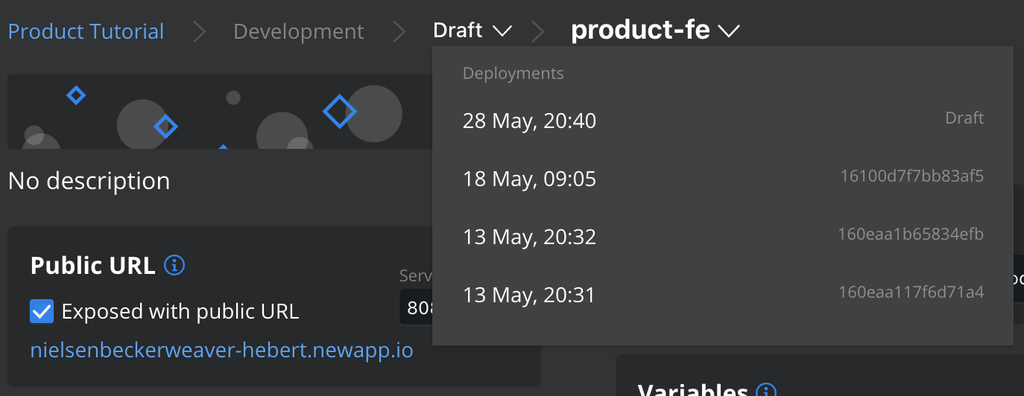 Product Tutorial Development Draft product-fe
Deployments
28 May, 20:40 Draft
18 May, 09:05 16100d7f7bb83af5
13 May, 20:32 160eaa1b65834efb
13 May, 20:31 160eaa117f6d71a4
No description
Public URL
Exposed with public URL
nielsenbeckerweaver-hebert.newapp.io
Variables